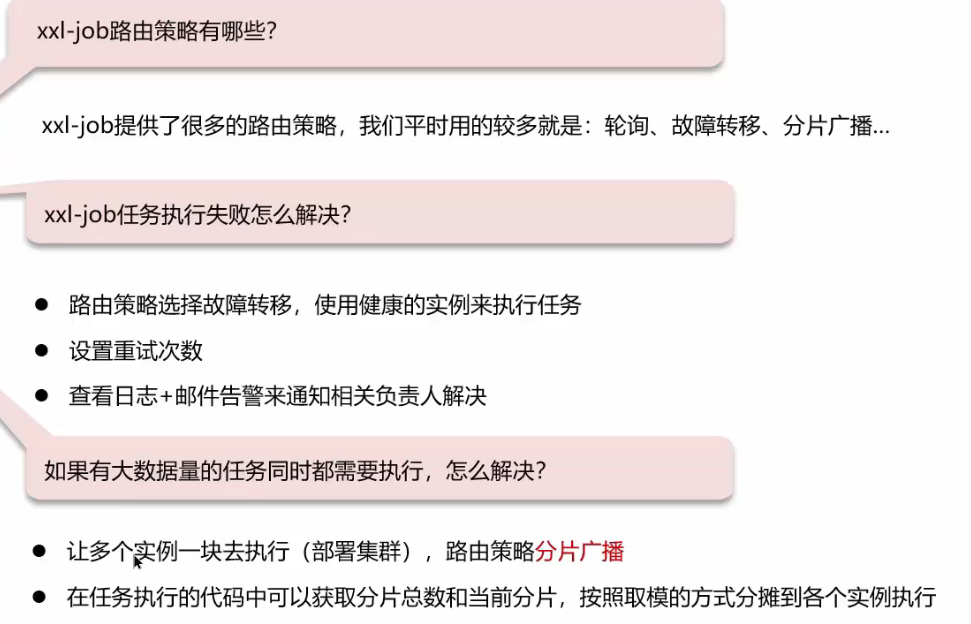 xxl-job路由策略有哪些？
xxl-job提供了很多的路由策略，我们平时用的较多就是：轮询、故障转移、分片广播…
xxl-job任务执行失败怎么解决？
● 路由策略选择故障转移，使用健康的实例来执行任务
● 设置重试次数
● 查看日志+邮件告警来通知相关负责人解决
如果有大数据量的任务同时都需要执行，怎么解决？
● 让多个实例一块去执行（部署集群），路由策略分片广播
● 在任务执行的代码中可以获取分片总数和当前分片，按照取模的方式分摊到各个实例执行